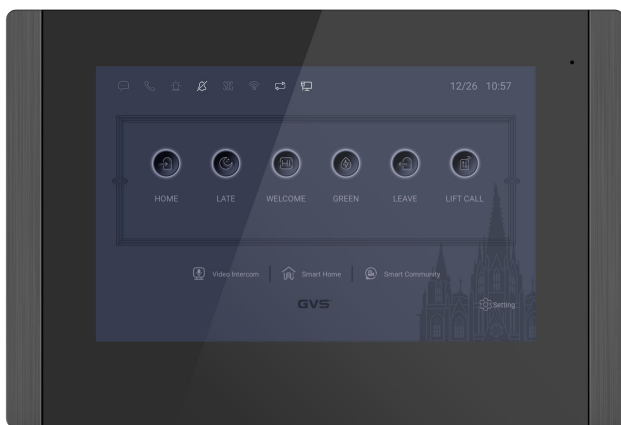 12/26 10:57
HI
HOME LATE WELCOME GREEN LEAVE LIFT CALL
Video Intercom Smart Home Smart Community
GVS
Setting